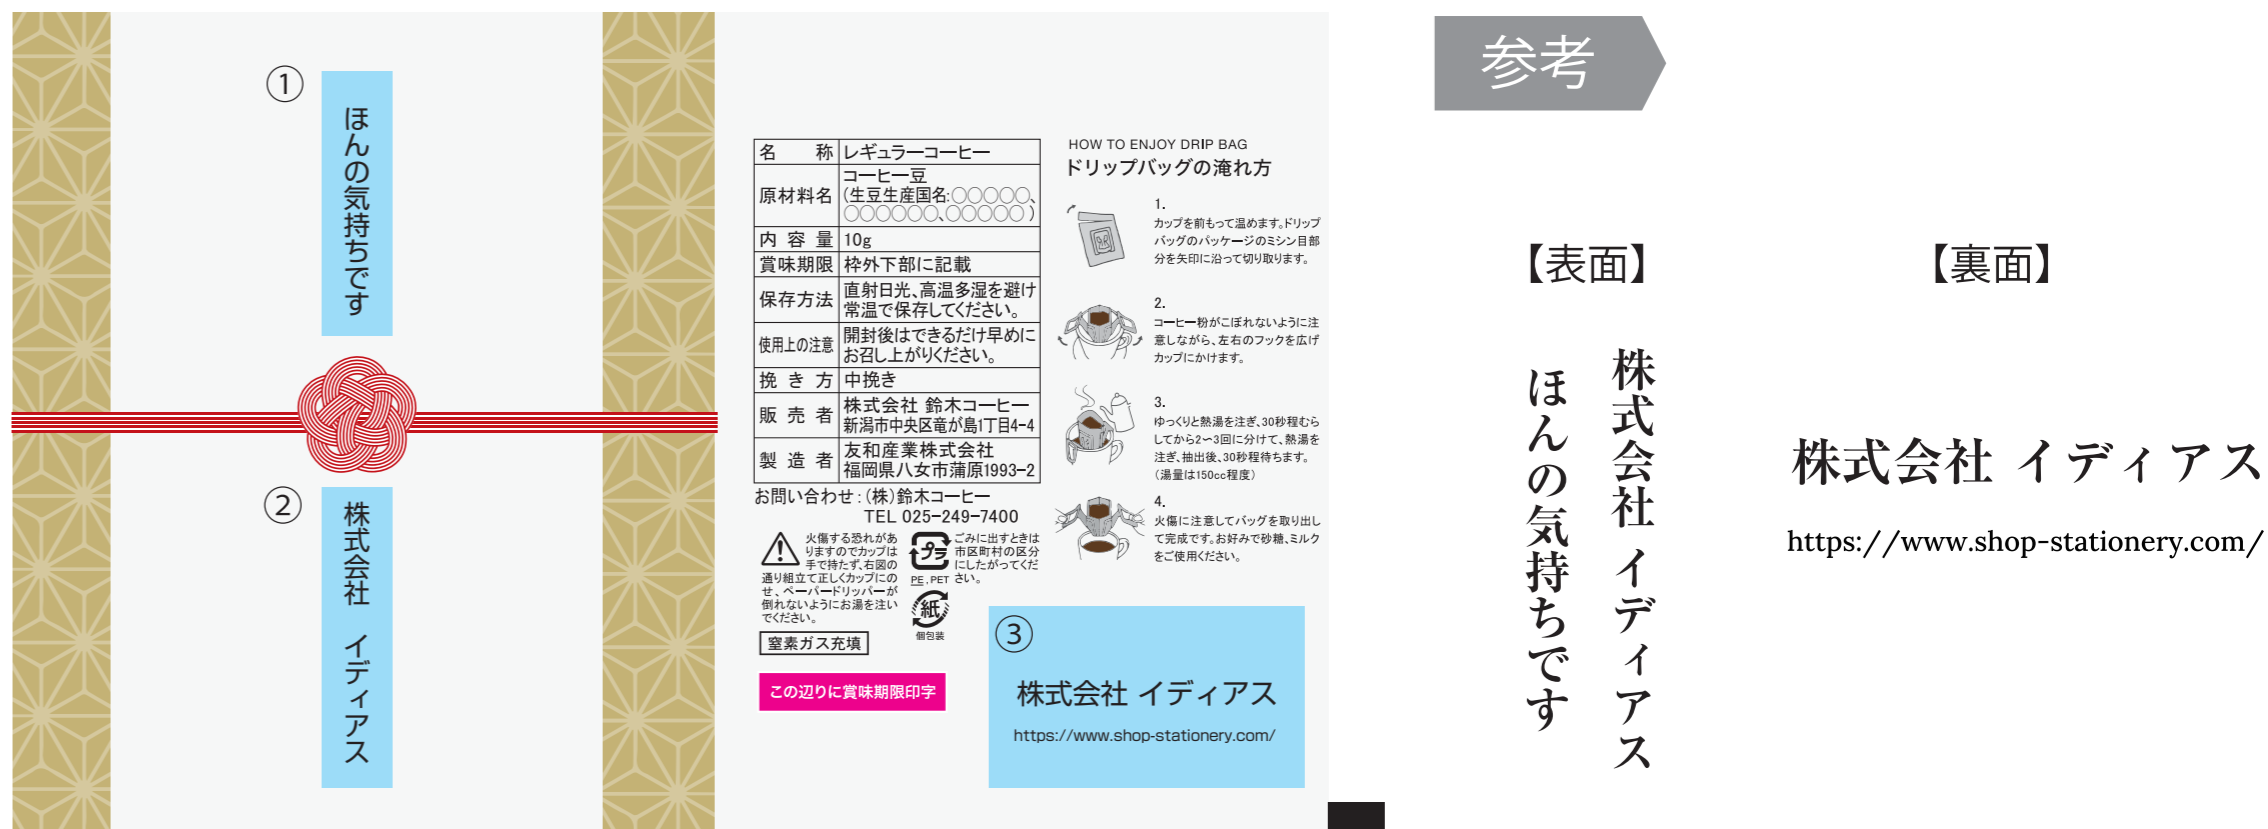 ①
ほんの気持ちです
②
株式会社　イディアス
名　称 レギュラーコーヒー
原材料名 コーヒー豆
(生豆生産国名:○○○○○、
○○○○○○、○○○○○)
内 容 量 10g
賞味期限 枠外下部に記載
保存方法 直射日光、高温多湿を避け
常温で保存してください。
使用上の注意 開封後はできるだけ早めに
お召し上がりください。
挽 き 方 中挽き
販 売 者 株式会社 鈴木コーヒー
新潟市中央区竜が島1丁目4-4
製 造 者 友和産業株式会社
福岡県八女市蒲原1993-2
お問い合わせ：(株)鈴木コーヒー
TEL 025-249-7400
火傷する恐れがあ
りますのでカップは
手で持たず、右図の
通り組立て正しくカップにの
せ、ペーパードリッパーが
倒れないようにお湯を注い
でください。
プラ
PE,PET
ごみに出すときは
市区町村の区分
にしたがってくだ
さい。
紙
個包装
窒素ガス充填
この辺りに賞味期限印字
HOW TO ENJOY DRIP BAG
ドリップバッグの淹れ方
1.
カップを前もって温めます。ドリップ
バッグのパッケージのミシン目部
分を矢印に沿って切り取ります。
2.
コーヒー粉がこぼれないように注
意しながら、左右のフックを広げ
カップにかけます。
3.
ゆっくりと熱湯を注ぎ、30秒程むら
してから2〜3回に分けて、熱湯を
注ぎ、抽出後、30秒程待ちます。
(湯量は150cc程度)
4.
火傷に注意してバッグを取り出し
て完成です。お好みで砂糖、ミルク
をご使用ください。
③
株式会社 イディアス
https://www.shop-stationery.com/
参考
【表面】
株式会社 イディアス
ほんの気持ちです
【裏面】
株式会社 イディアス
https://www.shop-stationery.com/